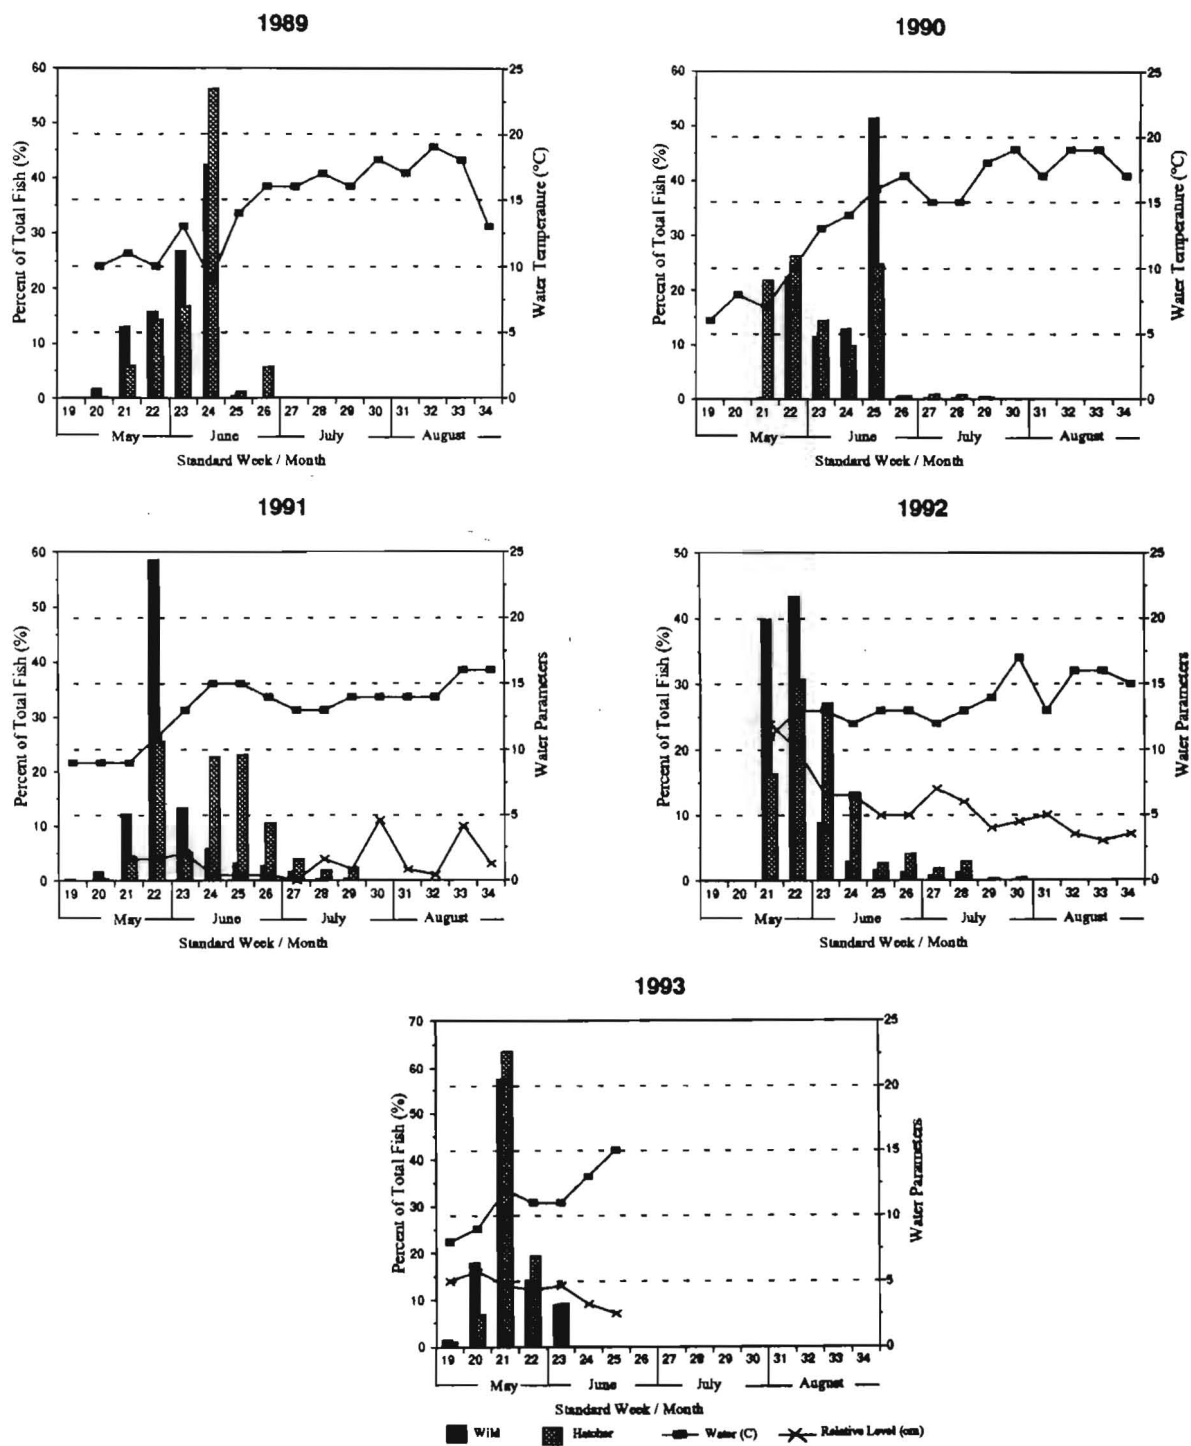 1989
60
50
40
30
20
10
0
Percent of Total Fish (%)
25
20
15
10
5
0
Water Temperature (°C)
19 20 21 22 23 24 25 26 27 28 29 30 31 32 33 34
May June July August
Standard Week / Month
1990
60
50
40
30
20
10
0
Percent of Total Fish (%)
25
20
15
10
5
0
Water Temperature (°C)
19 20 21 22 23 24 25 26 27 28 29 30 31 32 33 34
May June July August
Standard Week / Month
1991
60
50
40
30
20
10
0
Percent of Total Fish (%)
25
20
15
10
5
0
Water Parameters
19 20 21 22 23 24 25 26 27 28 29 30 31 32 33 34
May June July August
Standard Week / Month
1992
50
40
30
20
10
0
Percent of Total Fish (%)
25
20
15
10
5
0
Water Parameters
19 20 21 22 23 24 25 26 27 28 29 30 31 32 33 34
May June July August
Standard Week / Month
1993
70
60
50
40
30
20
10
0
Percent of Total Fish (%)
25
20
15
10
5
0
Water Parameters
19 20 21 22 23 24 25 26 27 28 29 30 31 32 33 34
May June July August
Standard Week / Month
Wild Hatcher Water (C) Relative Level (cm)